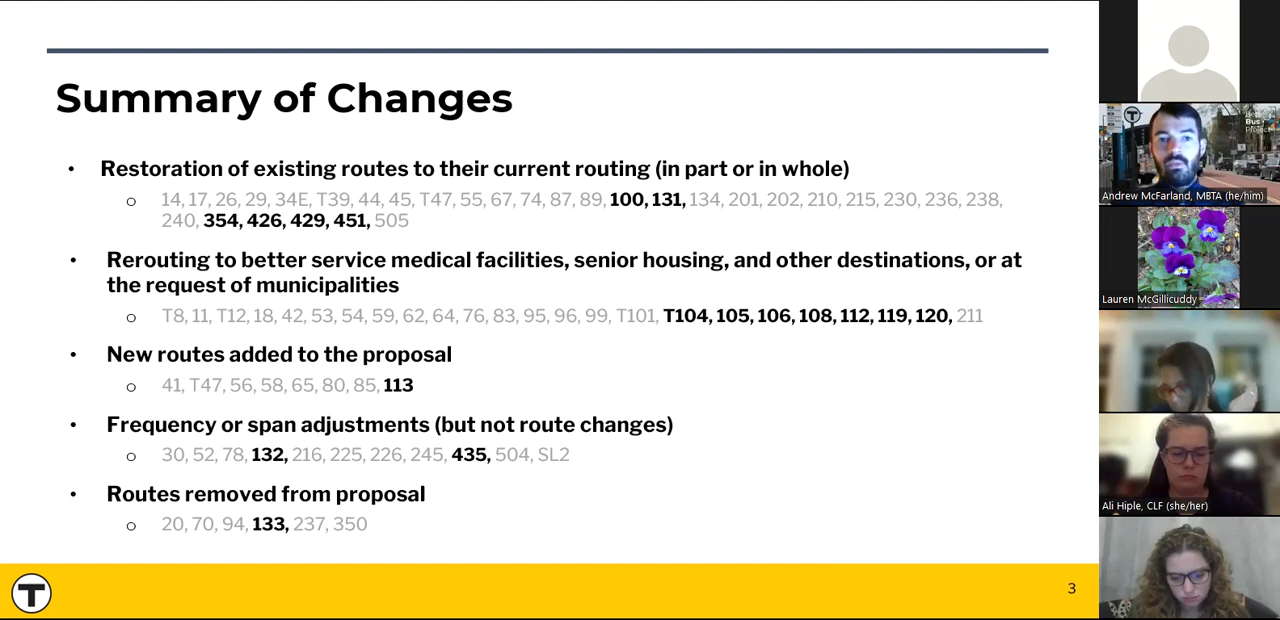 Summary of Changes
• Restoration of existing routes to their current routing (in part or in whole)
o 14, 17, 26, 29, 34E, T39, 44, 45, T47, 55, 67, 74, 87, 89, 100, 131, 134, 201, 202, 210, 215, 230, 236, 238,
240, 354, 426, 429, 451, 505
• Rerouting to better service medical facilities, senior housing, and other destinations, or at
the request of municipalities
o T8, 11, T12, 18, 42, 53, 54, 59, 62, 64, 76, 83, 95, 96, 99, T101, T104, 105, 106, 108, 112, 119, 120, 211
• New routes added to the proposal
o 41, T47, 56, 58, 65, 80, 85, 113
• Frequency or span adjustments (but not route changes)
o 30, 52, 78, 132, 216, 225, 226, 245, 435, 504, SL2
• Routes removed from proposal
o 20, 70, 94, 133, 237, 350
T
3
T
Bus
Project
Andrew McFarland, MBTA (he/him)
Lauren McGillicuddy
Ali Hiple, CLF (she/her)